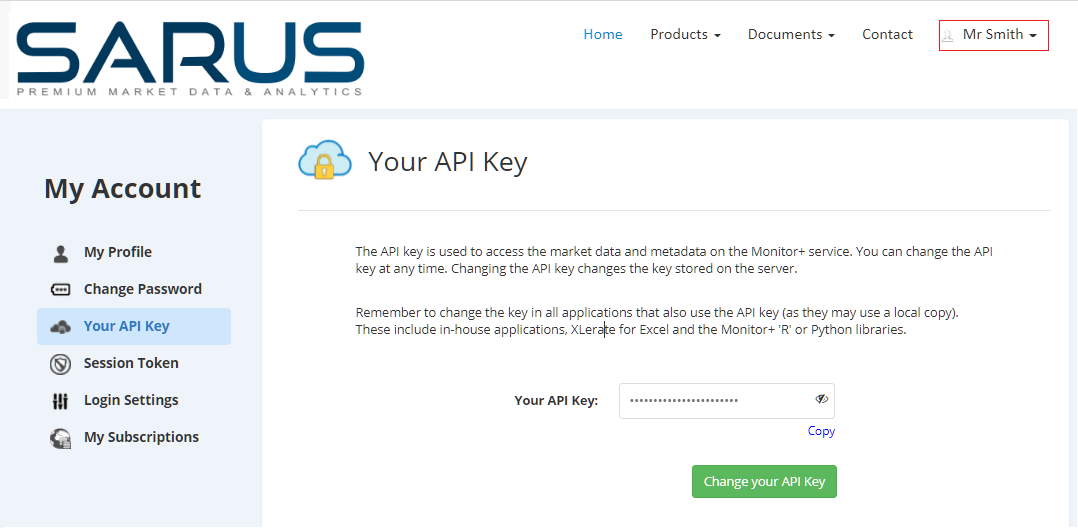 SARUS
PREMIUM MARKET DATA & ANALYTICS
Home Products Documents Contact Mr Smith
My Account
My Profile
Change Password
Your API Key
Session Token
Login Settings
My Subscriptions
Your API Key
The API key is used to access the market data and metadata on the Monitor+ service. You can change the API
key at any time. Changing the API key changes the key stored on the server.
Remember to change the key in all applications that also use the API key (as they may use a local copy).
These include in-house applications, XLerate for Excel and the Monitor+ 'R' or Python libraries.
Your API Key: •••••••••••••••••••••••
Copy
Change your API Key